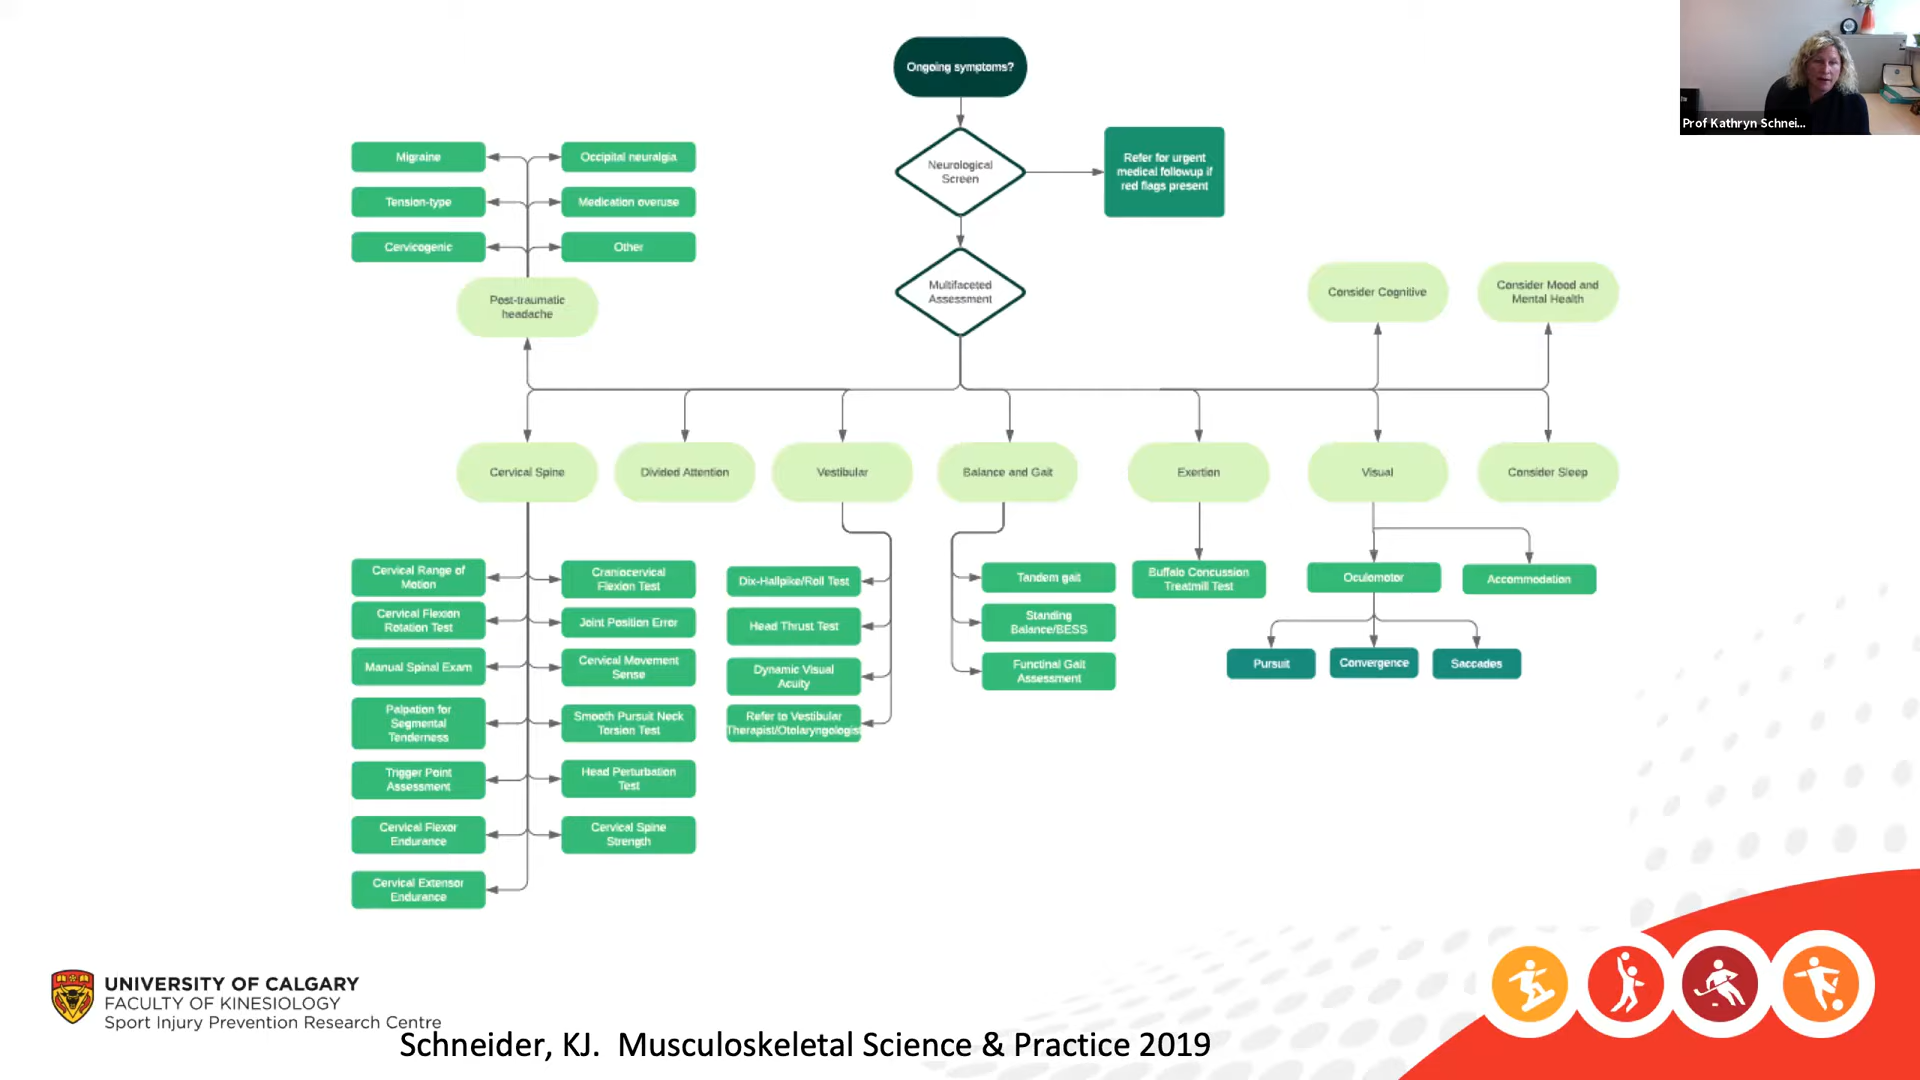 Ongoing symptoms?
Neurological
Screen
Refer for urgent
medical followup if
red flags present
Multifaceted
Assessment
Migraine
Occipital neuralgia
Tension-type
Medication overuse
Cervicogenic
Other
Post-traumatic
headache
Consider Cognitive
Consider Mood and
Mental Health
Cervical Spine
Divided Attention
Vestibular
Balance and Gait
Exertion
Visual
Consider Sleep
Cervical Range of
Motion
Cervical Flexion
Rotation Test
Manual Spinal Exam
Palpation for
Segmental
Tenderness
Trigger Point
Assessment
Cervical Flexor
Endurance
Cervical Extensor
Endurance
Craniocervical
Flexion Test
Joint Position Error
Cervical Movement
Sense
Smooth Pursuit Neck
Torsion Test
Head Perturbation
Test
Cervical Spine
Strength
Dix-Hallpike/Roll Test
Head Thrust Test
Dynamic Visual
Acuity
Refer to Vestibular
Therapist/Otolaryngologist
Tandem gait
Standing
Balance/BESS
Functinal Gait
Assessment
Buffalo Concussion
Treatmill Test
Oculomotor
Accommodation
Pursuit
Convergence
Saccades
Prof Kathryn Schnei...
UNIVERSITY OF CALGARY
FACULTY OF KINESIOLOGY
Sport Injury Prevention Research Centre
Schneider, KJ. Musculoskeletal Science & Practice 2019